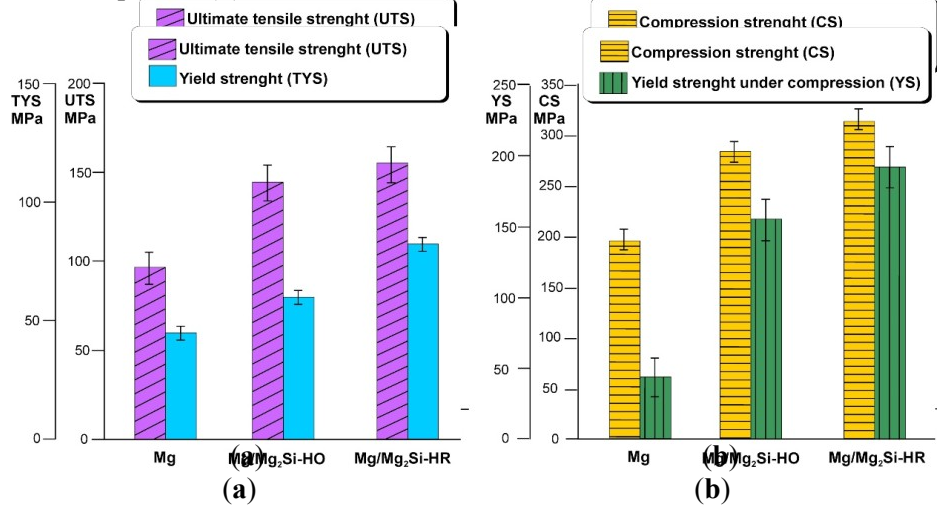 Ultimate tensile strenght (UTS)
Ultimate tensile strenght (UTS)
Yield strenght (TYS)
150
TYS
MPa
100
50
0
200
UTS
MPa
150
100
50
0
Mg
Mg/Mg₂Si-HO
Mg/Mg₂Si-HR
(a)
(a)
Compression strenght (CS)
Compression strenght (CS)
Yield strenght under compression (YS)
250
YS
MPa
200
150
100
50
0
350
CS
MPa
300
250
200
150
100
50
0
Mg
Mg/Mg₂Si-HO
Mg/Mg₂Si-HR
(b)
(b)